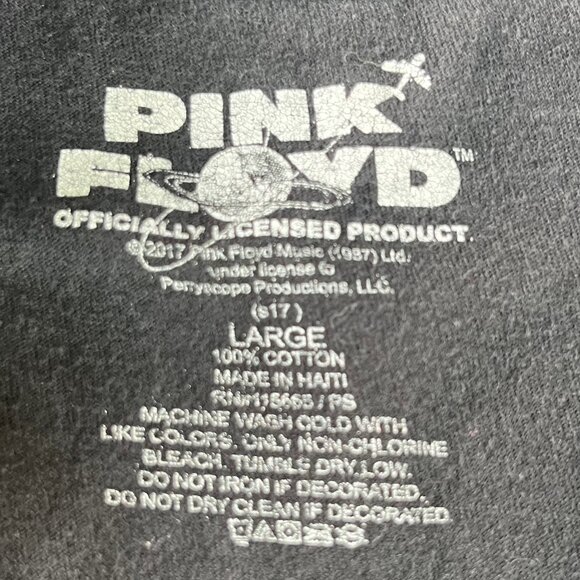 PINK
FLOYD™
OFFICIALLY LICENSED PRODUCT.
© 2017 Pink Floyd Music (1987) Ltd.
under license to
Perryscope Productions, LLC.
(s17)
LARGE
100% COTTON
MADE IN HAITI
/ PS
MACHINE WASH COLD WITH
LIKE COLORS. ONLY NON-CHLORINE
BLEACH. TUMBLE DRY LOW.
DO NOT IRON IF DECORATED.
DO NOT DRY CLEAN IF DECORATED.